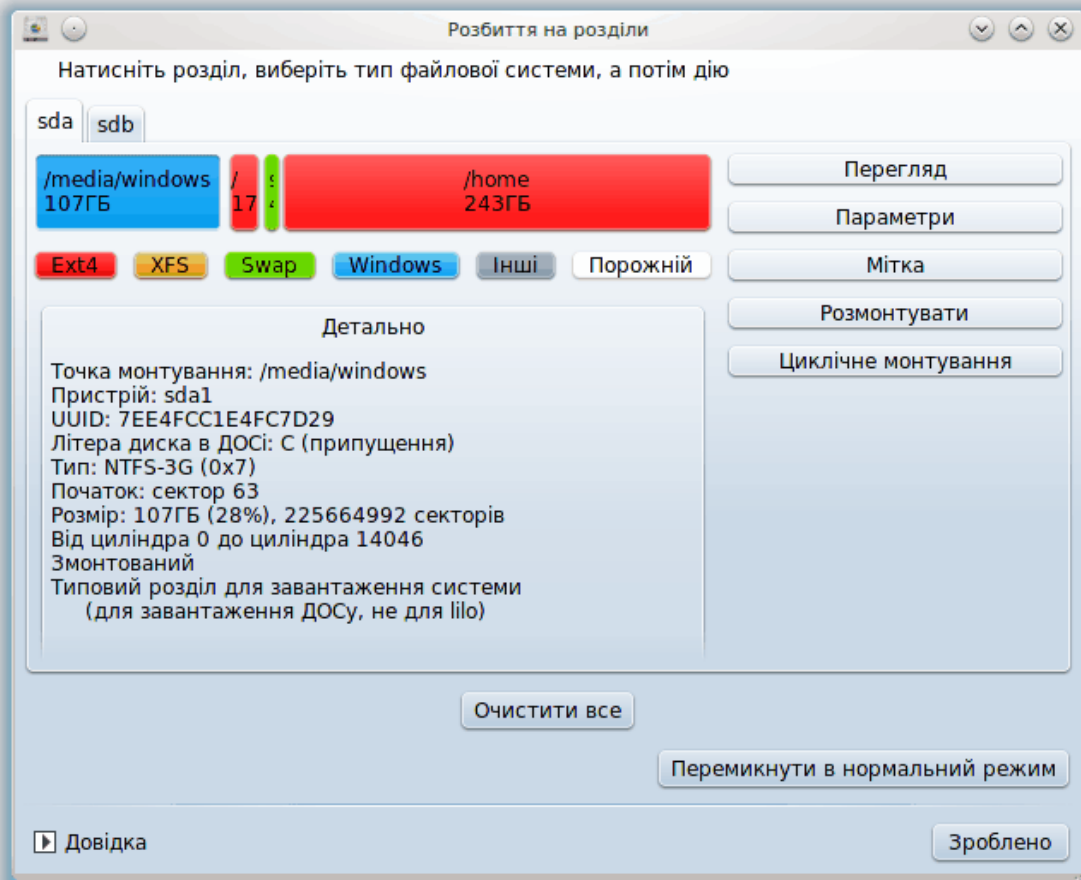 Розбиття на розділи
Натисніть розділ, виберіть тип файлової системи, а потім дію
sda
sdb
/media/windows
107ГБ
/
17
/home
243ГБ
Ext4
XFS
Swap
Windows
Інші
Порожній
Перегляд
Параметри
Мітка
Розмонтувати
Циклічне монтування
Детально
Точка монтування: /media/windows
Пристрій: sda1
UUID: 7EE4FCC1E4FC7D29
Літера диска в ДОСі: C (припущення)
Тип: NTFS-3G (0x7)
Початок: сектор 63
Розмір: 107ГБ (28%), 225664992 секторів
Від циліндра 0 до циліндра 14046
Змонтований
Типовий розділ для завантаження системи
(для завантаження ДОСу, не для lilo)
Очистити все
Перемикнути в нормальний режим
Довідка
Зроблено